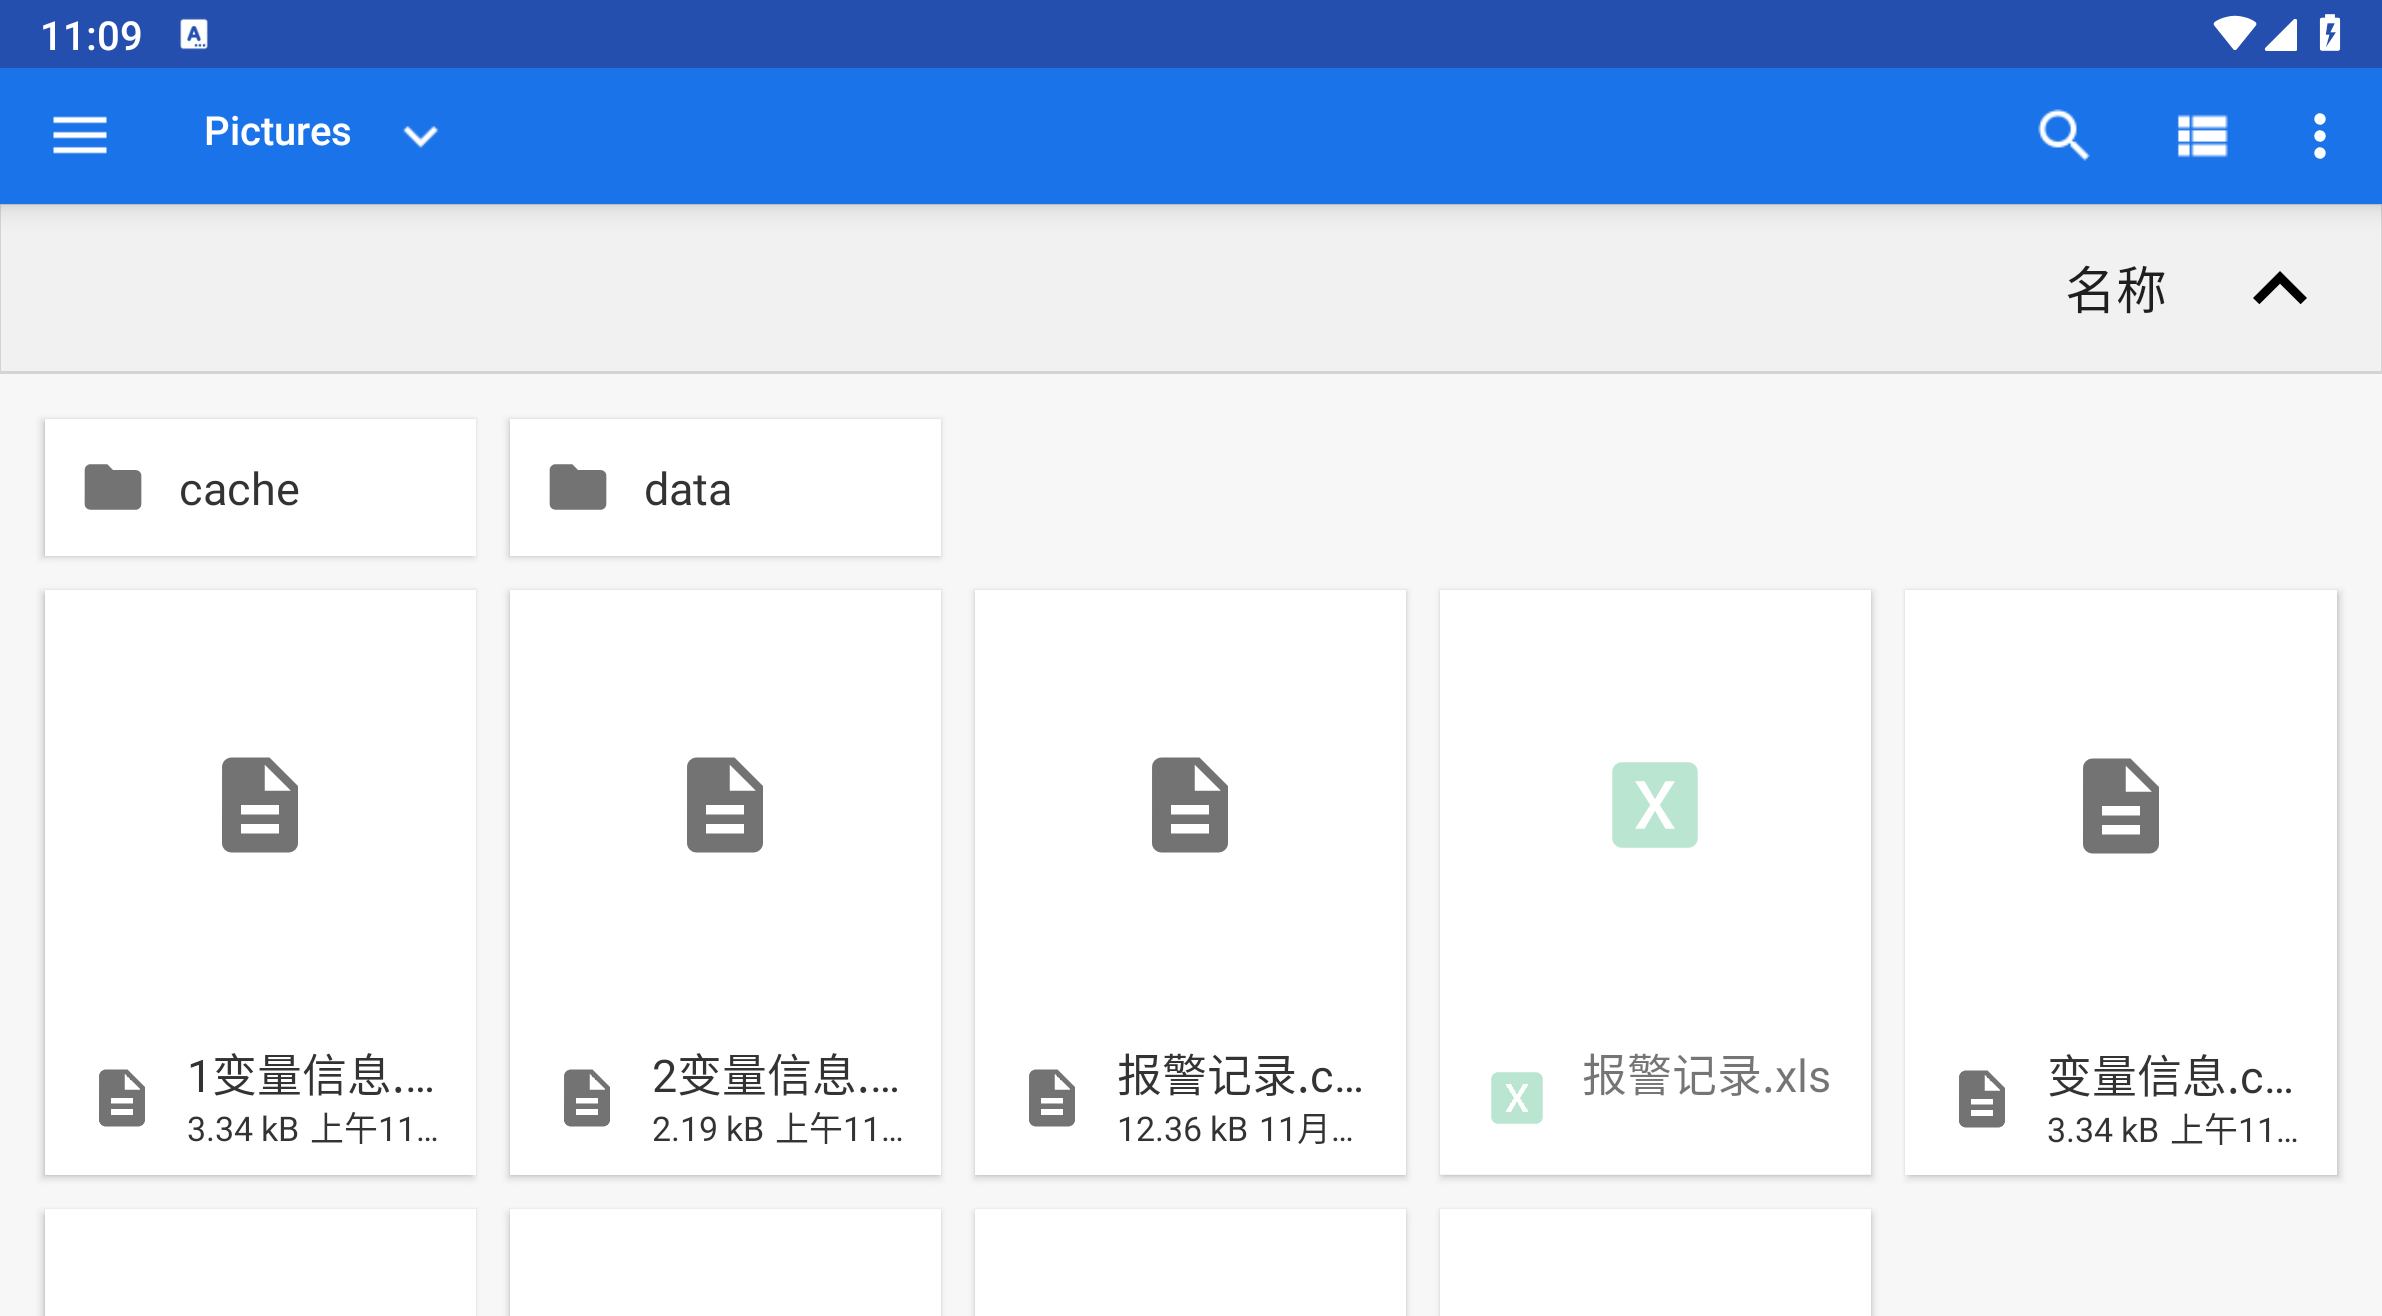 11:09
Pictures
名称
cache
data
1变量信息.…
3.34 kB 上午11…
2变量信息.…
2.19 kB 上午11…
报警记录.c…
12.36 kB 11月…
报警记录.xls
变量信息.c…
3.34 kB 上午11…